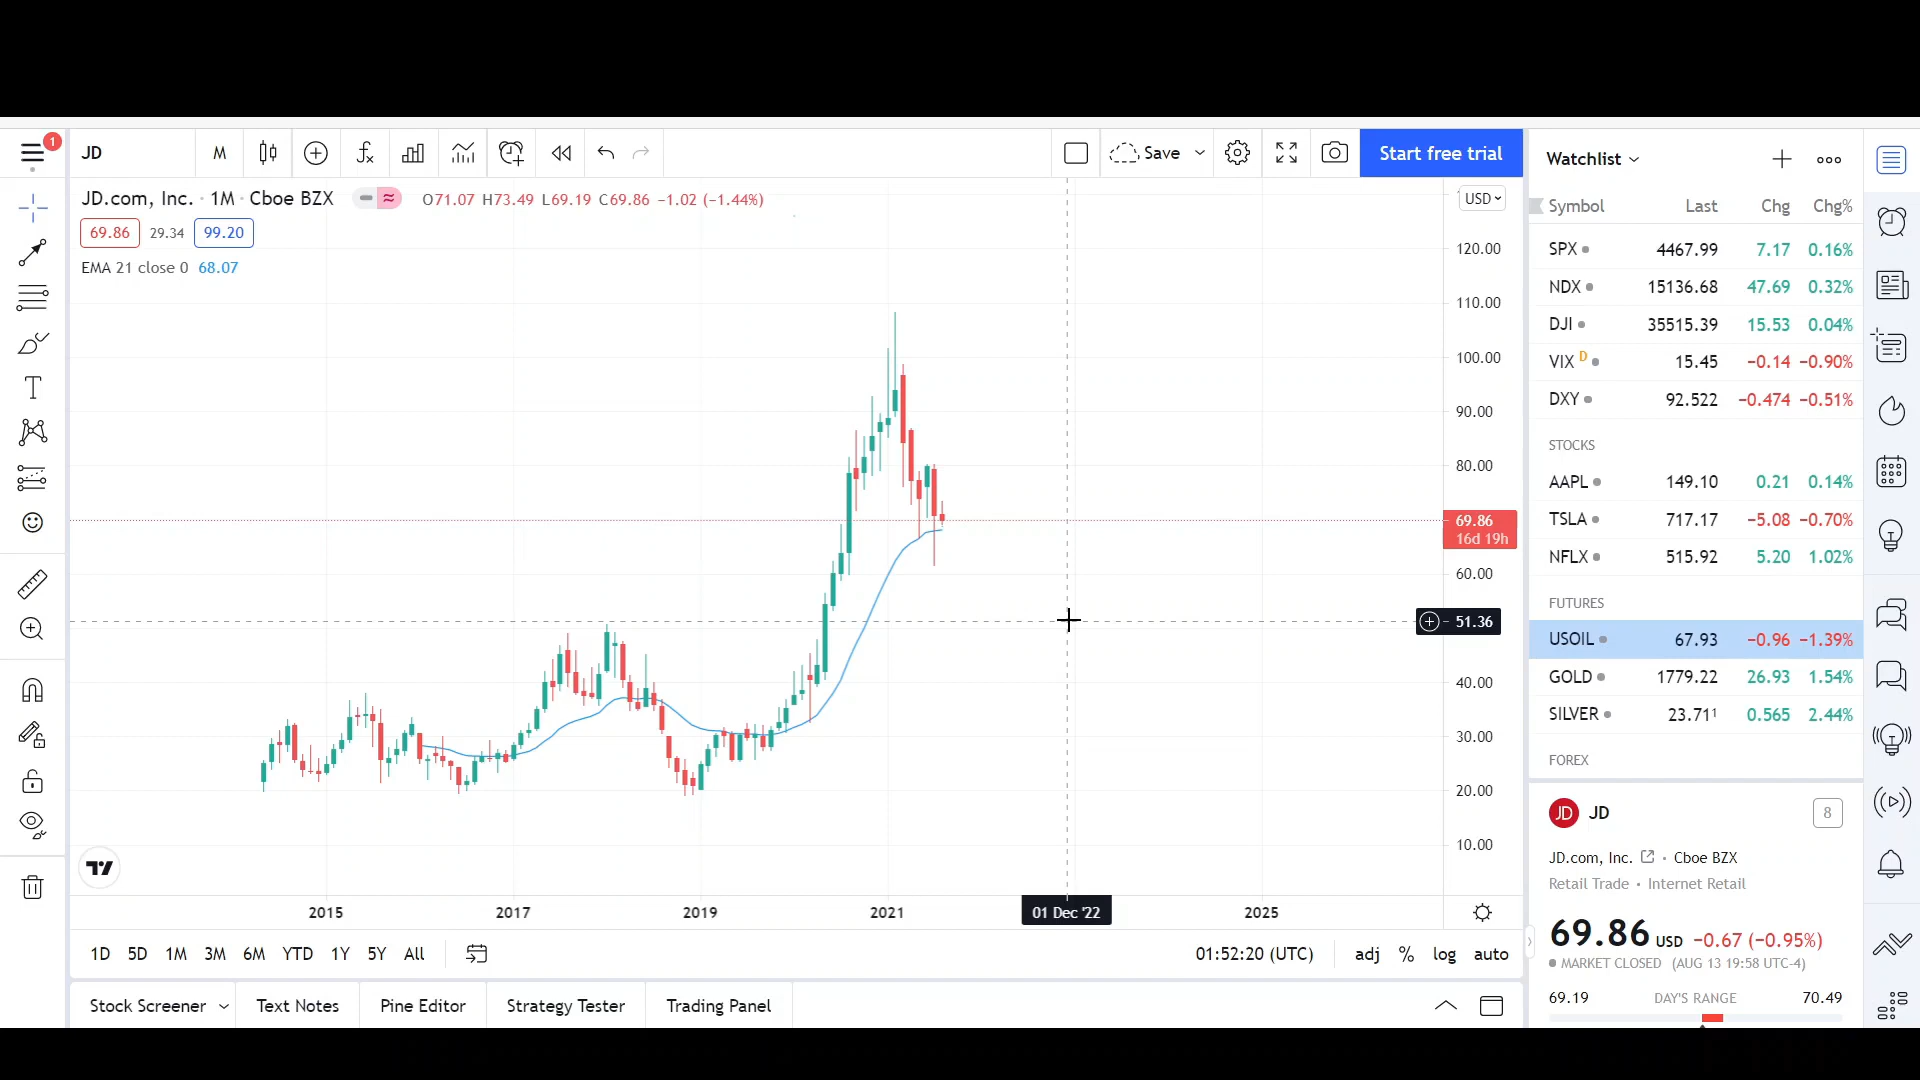 1
JD
M
Save
Start free trial
JD.com, Inc. · 1M · Cboe BZX
O71.07 H73.49 L69.19 C69.86 −1.02 (−1.44%)
USD
69.86 29.34 99.20
EMA 21 close 0 68.07
120.00
110.00
100.00
90.00
80.00
69.86
16d 19h
60.00
51.36
40.00
30.00
20.00
10.00
2015 2017 2019 2021 01 Dec '22 2025
1D 5D 1M 3M 6M YTD 1Y 5Y All
01:52:20 (UTC) adj % log auto
Stock Screener Text Notes Pine Editor Strategy Tester Trading Panel
Watchlist
Symbol Last Chg Chg%
SPX 4467.99 7.17 0.16%
NDX 15136.68 47.69 0.32%
DJI 35515.39 15.53 0.04%
VIX D 15.45 −0.14 −0.90%
DXY 92.522 −0.474 −0.51%
STOCKS
AAPL 149.10 0.21 0.14%
TSLA 717.17 −5.08 −0.70%
NFLX 515.92 5.20 1.02%
FUTURES
USOIL 67.93 −0.96 −1.39%
GOLD 1779.22 26.93 1.54%
SILVER 23.71¹ 0.565 2.44%
FOREX
JD JD 8
JD.com, Inc. · Cboe BZX
Retail Trade • Internet Retail
69.86 USD −0.67 (−0.95%)
MARKET CLOSED (AUG 13 19:58 UTC-4)
69.19 DAY'S RANGE 70.49